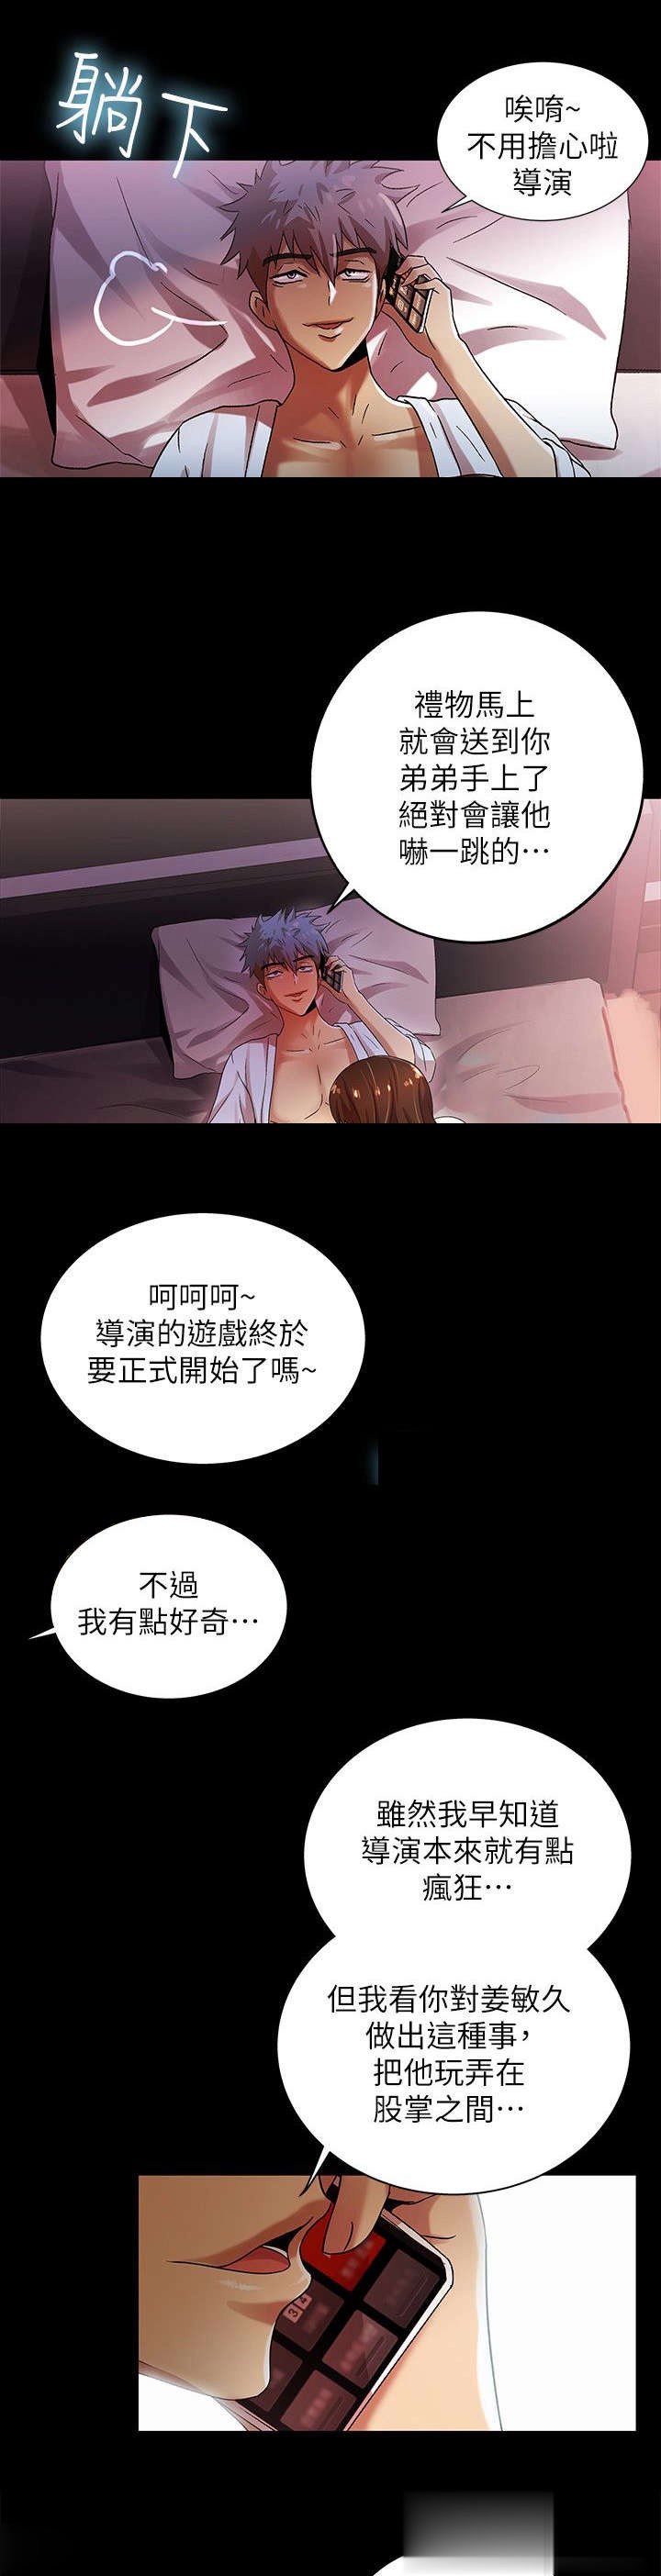 躺下
唉唷~
不用擔心啦
導演
禮物馬上
就會送到你
弟弟手上了
絕對會讓他
嚇一跳的…
呵呵呵~
導演的遊戲終於
要正式開始了嗎~
不過
我有點好奇…
雖然我早知道
導演本來就有點
瘋狂…
但我看你對姜敏久
做出這種事，
把他玩弄在
股掌之間…